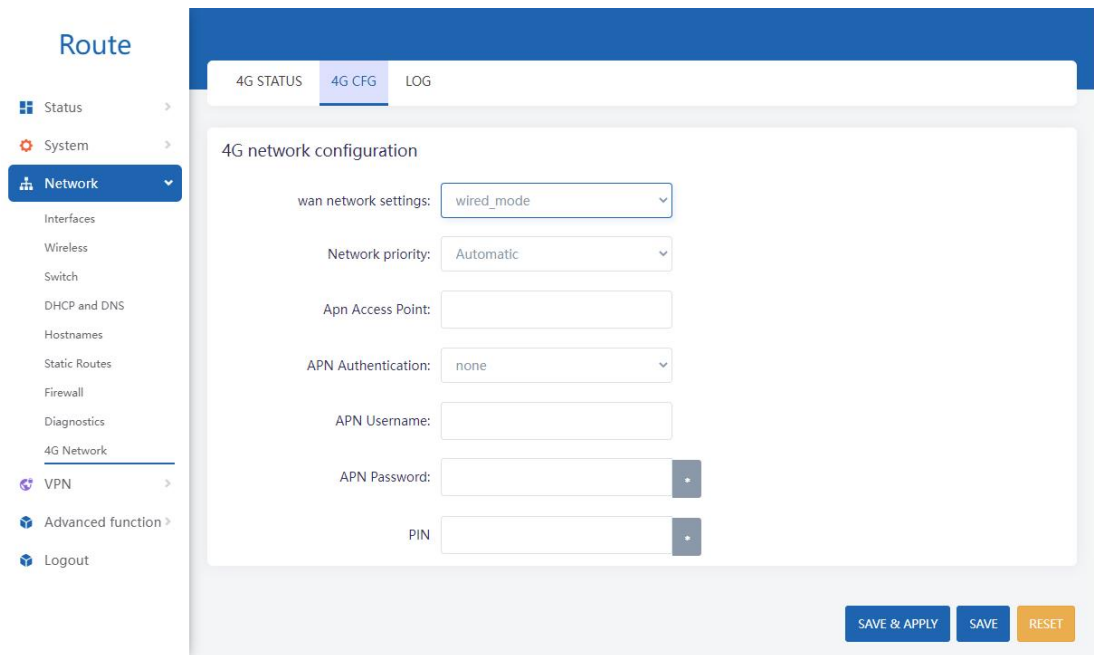 Route
Status
System
Network
Interfaces
Wireless
Switch
DHCP and DNS
Hostnames
Static Routes
Firewall
Diagnostics
4G Network
VPN
Advanced function
Logout
4G STATUS 4G CFG LOG
4G network configuration
wan network settings: wired_mode
Network priority: Automatic
Apn Access Point:
APN Authentication: none
APN Username:
APN Password: *
PIN *
SAVE & APPLY SAVE RESET